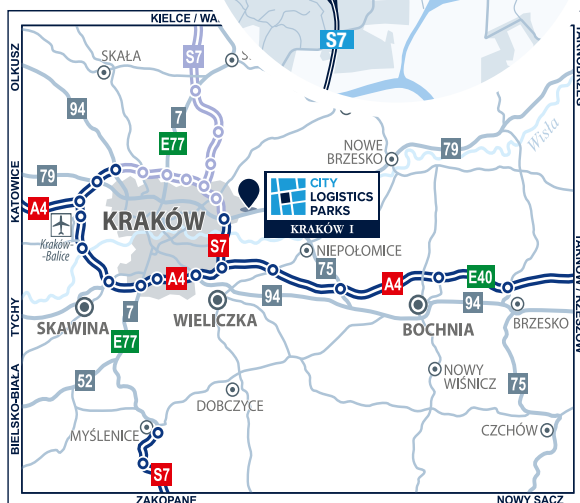 KIELCE / WA
S7
OLKUSZ
SKAŁA
S7
94
7
E77
NOWE
BRZESKO
79
Wisła
79
KATOWICE
A4
Kraków
-Balice
KRAKÓW
CITY
LOGISTICS
PARKS
KRAKÓW I
S7
NIEPOŁOMICE
75
A4
A4
E40
94
94
TYCHY
SKAWINA
7
WIELICZKA
BOCHNIA
BRZESKO
E77
BIELSKO-BIAŁA
52
NOWY
WIŚNICZ
75
DOBCZYCE
MYŚLENICE
CZCHÓW
S7
ZAKOPANE
NOWY SĄCZ